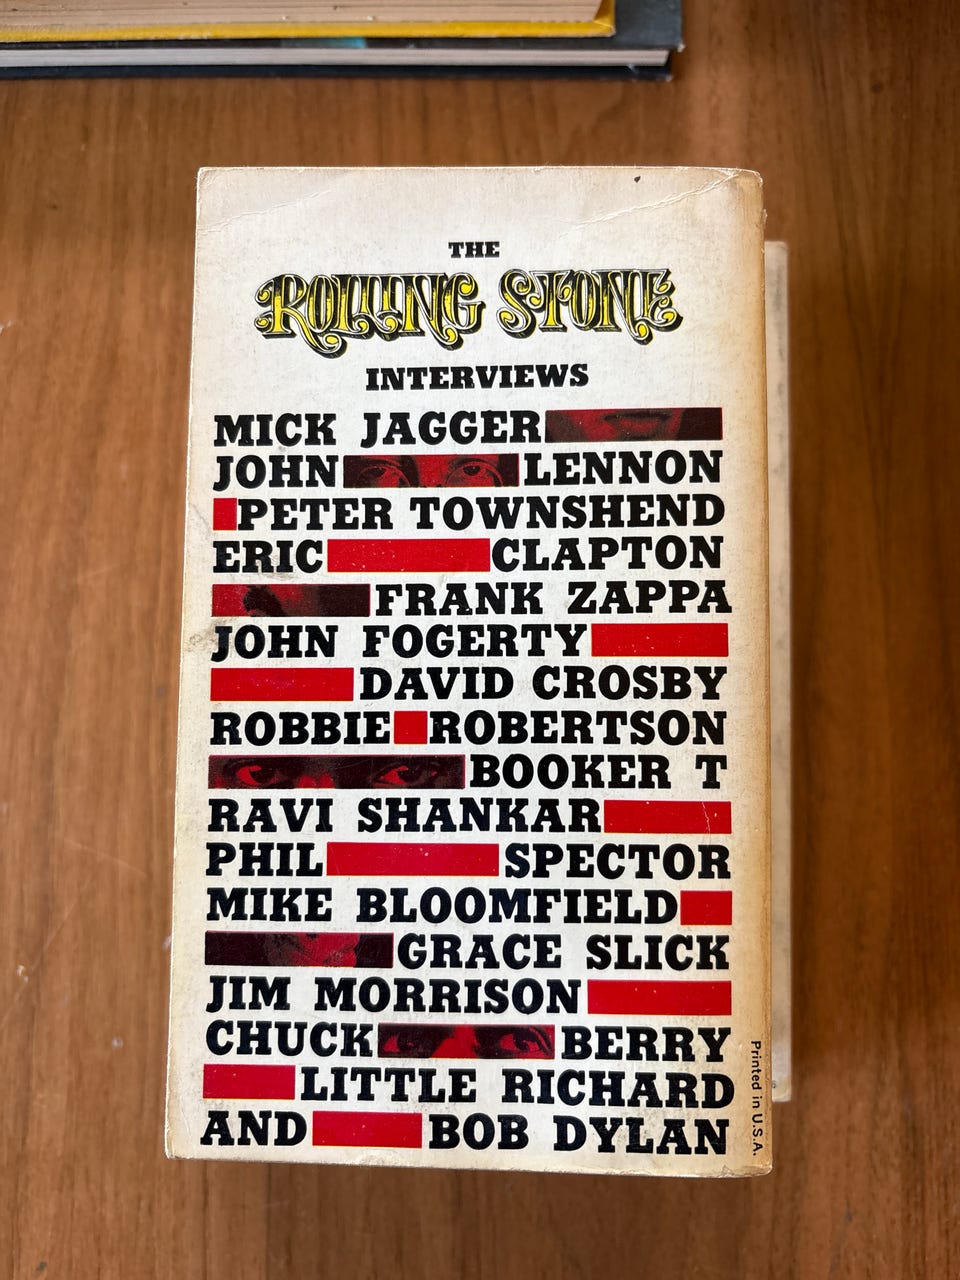 THE
ROLLING STONE
INTERVIEWS
MICK JAGGER
JOHN LENNON
PETER TOWNSHEND
ERIC CLAPTON
FRANK ZAPPA
JOHN FOGERTY
DAVID CROSBY
ROBBIE ROBERTSON
BOOKER T
RAVI SHANKAR
PHIL SPECTOR
MIKE BLOOMFIELD
GRACE SLICK
JIM MORRISON
CHUCK BERRY
LITTLE RICHARD
AND BOB DYLAN
Printed in U.S.A.